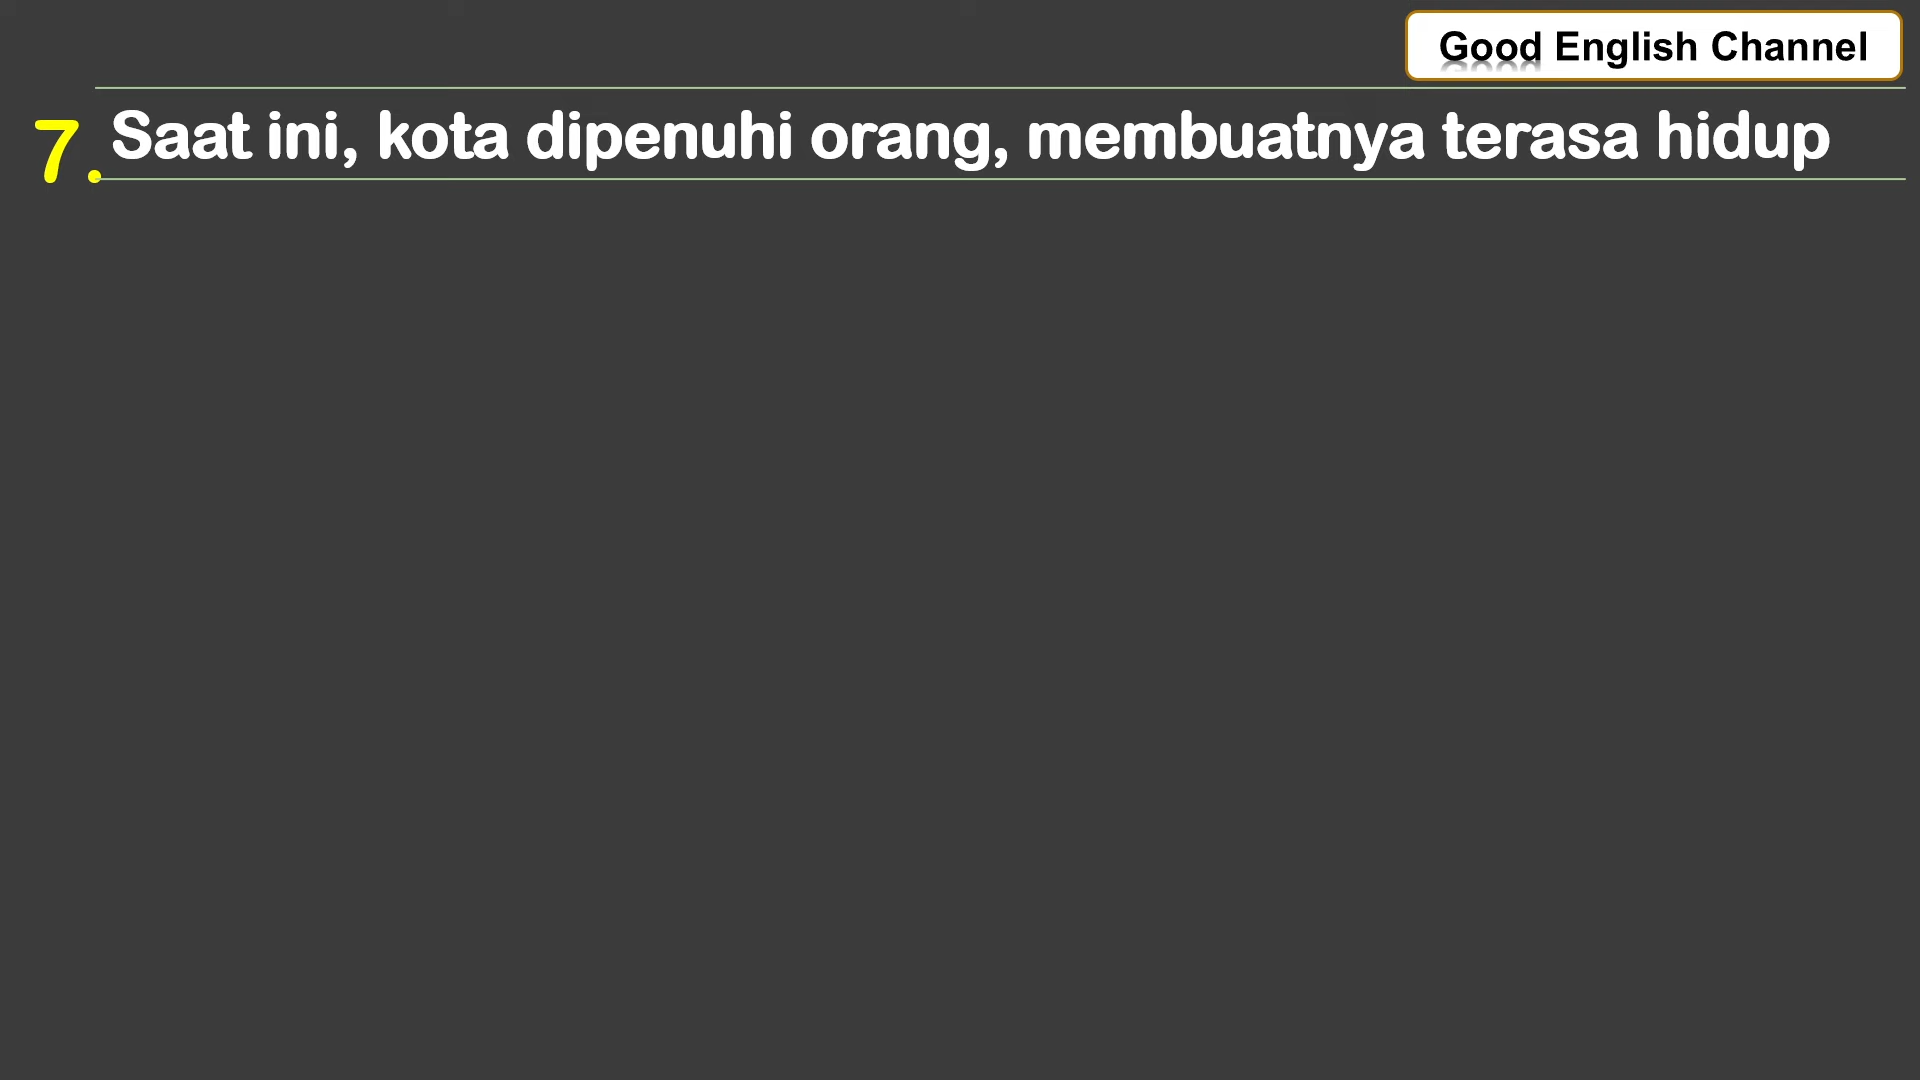 Good English Channel
7. Saat ini, kota dipenuhi orang, membuatnya terasa hidup